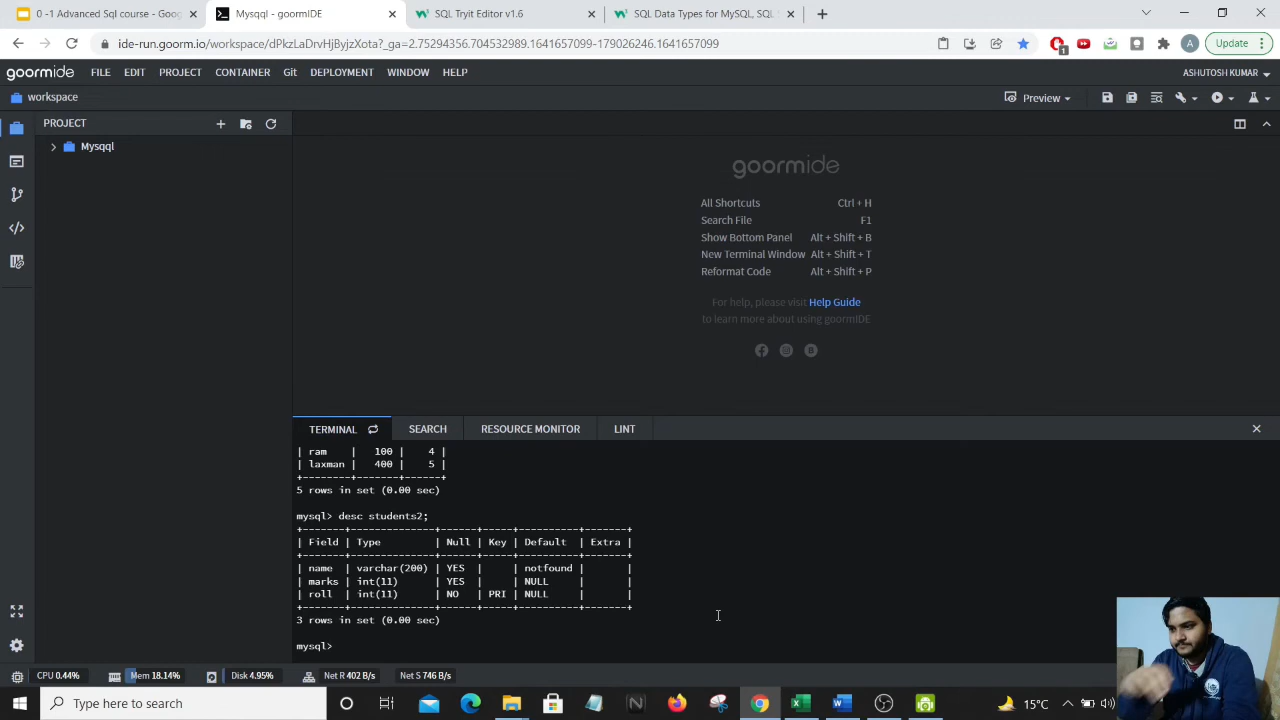 0 -1 Advanced Sql course - Goog
Mysqql - goormIDE
SQL Tryit Editor v1.6
SQL Data Types for MySQL, SQL S
ide-run.goorm.io/workspace/dPkzLaDrvHjByjzYota?_ga=2.75284356.704532989.1641657099-179026246.1641657099
1
A
Update
goormide
FILE
EDIT
PROJECT
CONTAINER
Git
DEPLOYMENT
WINDOW
HELP
ASHUTOSH KUMAR
workspace
Preview
PROJECT
Mysqql
goormide
All Shortcuts Ctrl + H
Search File F1
Show Bottom Panel Alt + Shift + B
New Terminal Window Alt + Shift + T
Reformat Code Alt + Shift + P
For help, please visit Help Guide
to learn more about using goormIDE
TERMINAL
SEARCH
RESOURCE MONITOR
LINT
| ram | 100 | 4 |
| laxman | 400 | 5 |
+--------+-------+------+
5 rows in set (0.00 sec)
mysql> desc students2;
+-------+--------------+------+-----+----------+-------+
| Field | Type | Null | Key | Default | Extra |
+-------+--------------+------+-----+----------+-------+
| name | varchar(200) | YES | | notfound | |
| marks | int(11) | YES | | NULL | |
| roll | int(11) | NO | PRI | NULL | |
+-------+--------------+------+-----+----------+-------+
3 rows in set (0.00 sec)
mysql>
CPU 0.44%
Mem 18.14%
Disk 4.95%
Net R 402 B/s
Net S 746 B/s
Type here to search
15°C